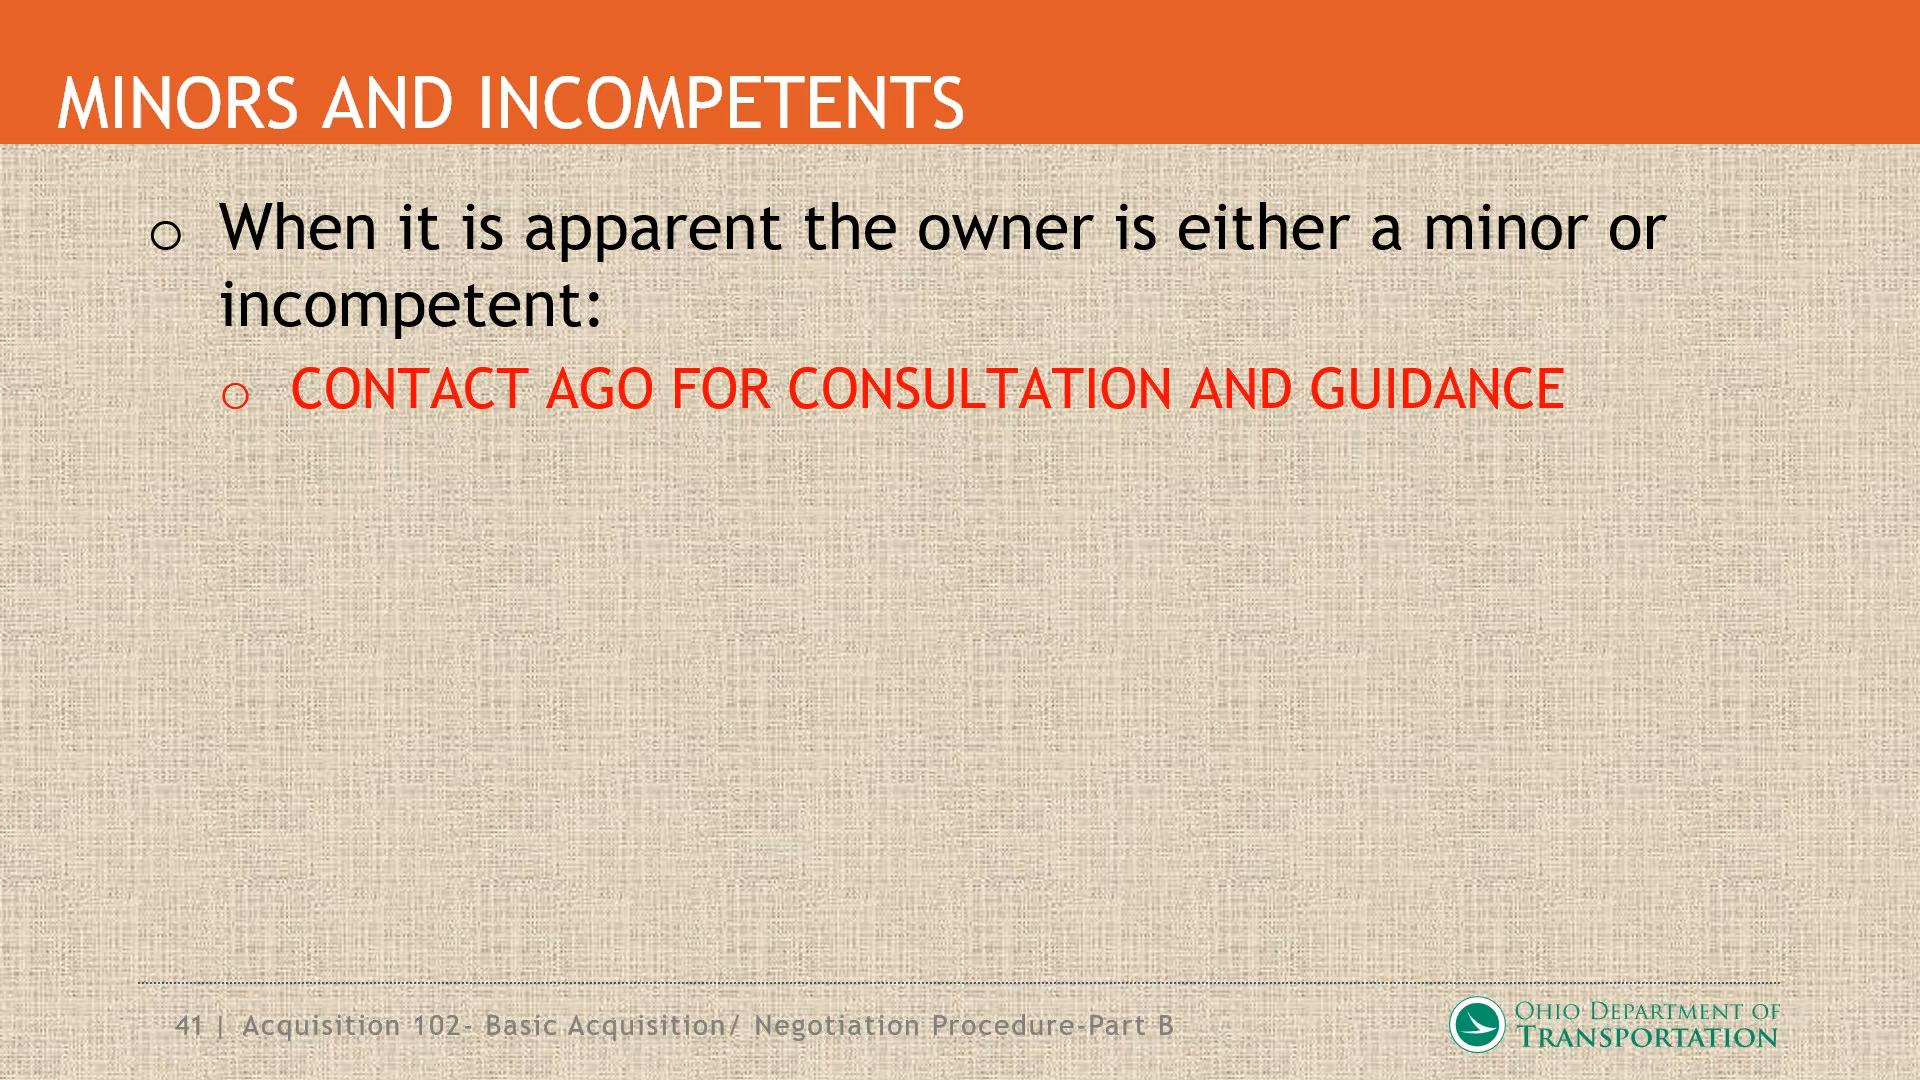 MINORS AND INCOMPETENTS
o When it is apparent the owner is either a minor or
incompetent:
o CONTACT AGO FOR CONSULTATION AND GUIDANCE
41 | Acquisition 102- Basic Acquisition/ Negotiation Procedure-Part B
OHIO DEPARTMENT OF
TRANSPORTATION